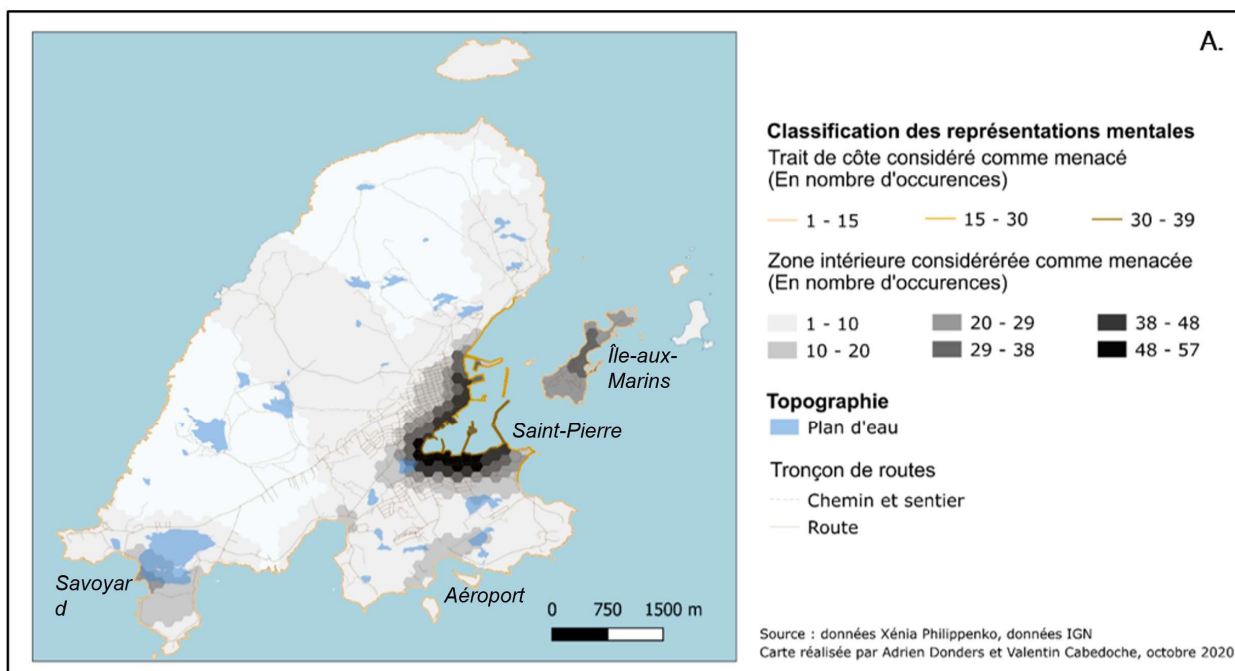 A.
Classification des représentations mentales
Trait de côte considéré comme menacé
(En nombre d'occurences)
1 - 15
15 - 30
30 - 39
Zone intérieure considérérée comme menacée
(En nombre d'occurences)
1 - 10
20 - 29
38 - 48
10 - 20
29 - 38
48 - 57
Topographie
Plan d'eau
Tronçon de routes
Chemin et sentier
Route
Île-aux-
Marins
Saint-Pierre
Savoyar
d
Aéroport
0 750 1500 m
Source : données Xénia Philippenko, données IGN
Carte réalisée par Adrien Donders et Valentin Cabedoche, octobre 2020